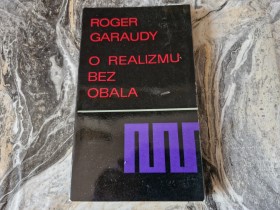 ROGER
GARAUDY
O REALIZMU·
BEZ
OBALA